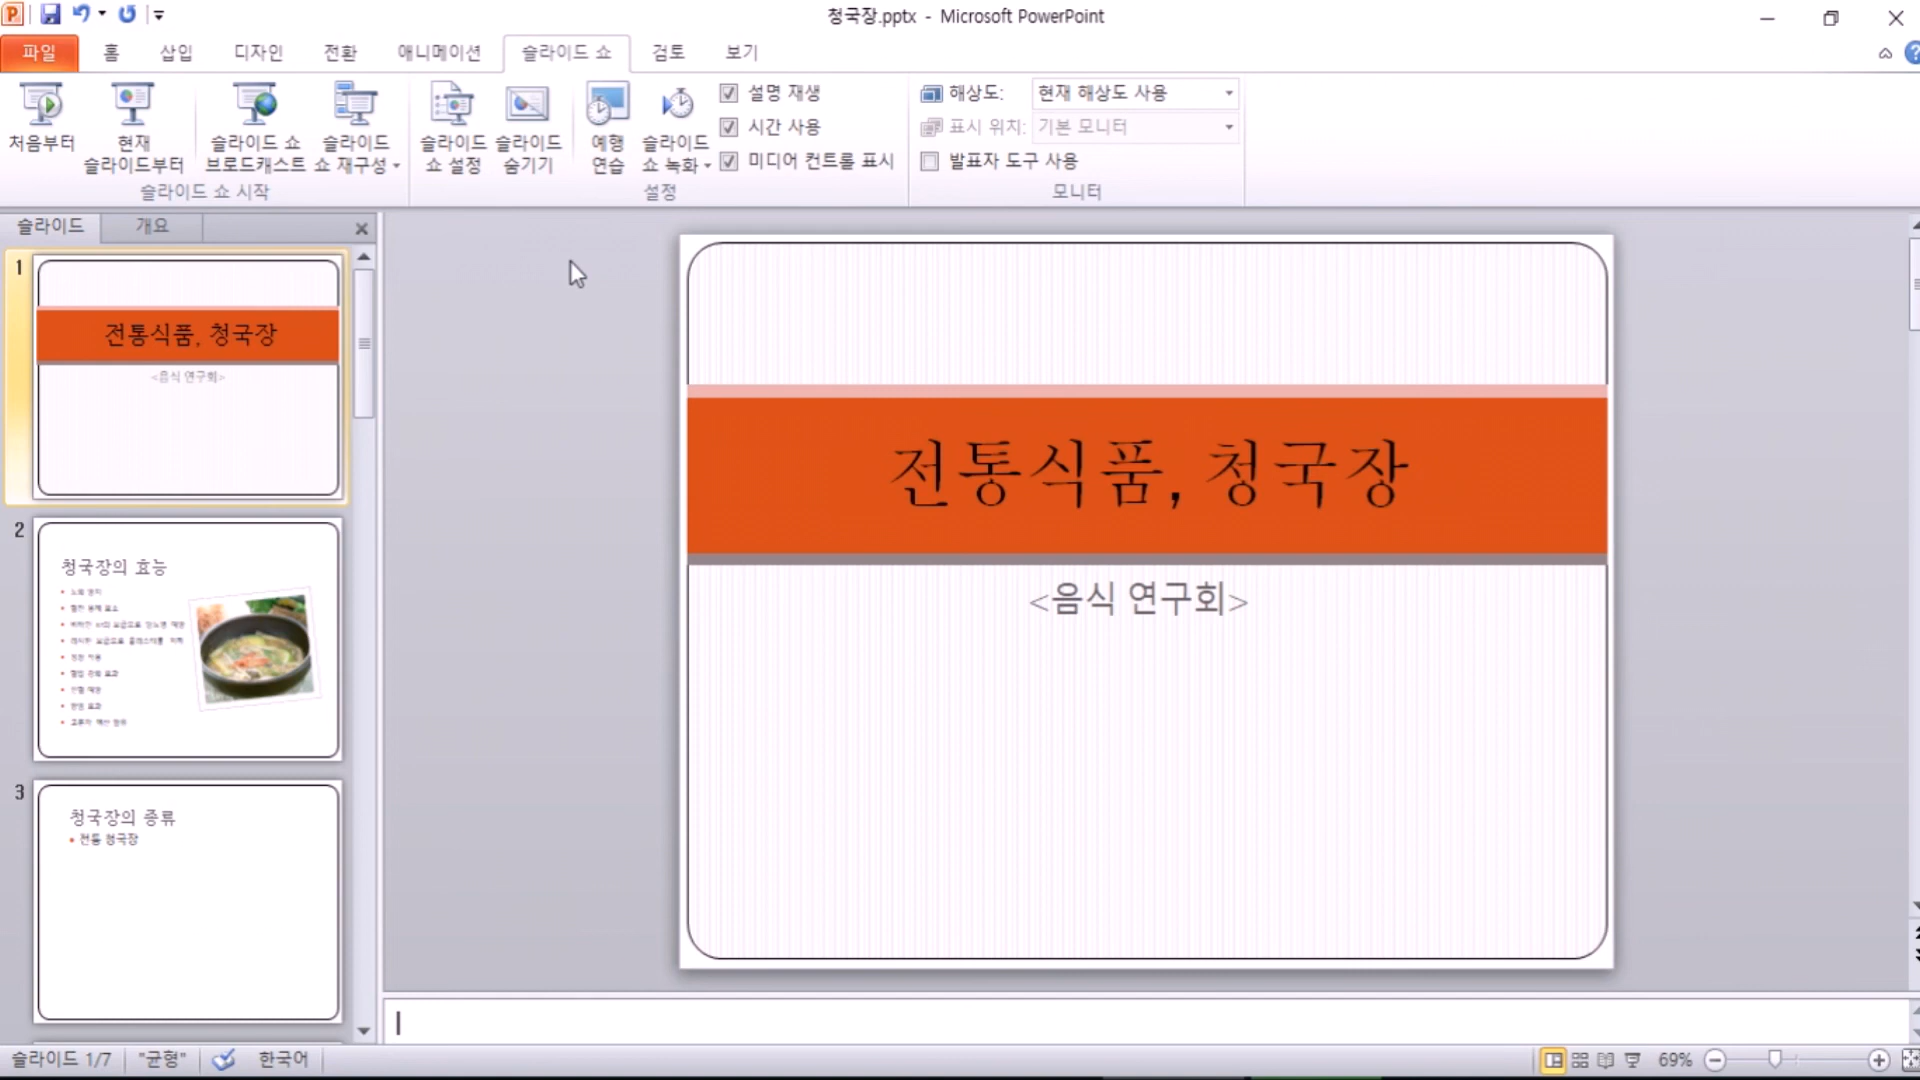 청국장.pptx - Microsoft PowerPoint
파일 홈 삽입 디자인 전환 애니메이션 슬라이드 쇼 검토 보기
처음부터
현재 슬라이드부터
슬라이드 쇼 브로드캐스트
슬라이드 쇼 재구성
슬라이드 쇼 설정
슬라이드 숨기기
예행 연습
슬라이드 쇼 녹화
설명 재생
시간 사용
미디어 컨트롤 표시
해상도: 현재 해상도 사용
표시 위치: 기본 모니터
발표자 도구 사용
슬라이드 쇼 시작
설정
모니터
슬라이드 개요
1
전통식품, 청국장
<음식 연구회>
2
청국장의 효능
3
청국장의 종류
• 전통 청국장
전통식품, 청국장
<음식 연구회>
슬라이드 1/7 "균형" 한국어
69%